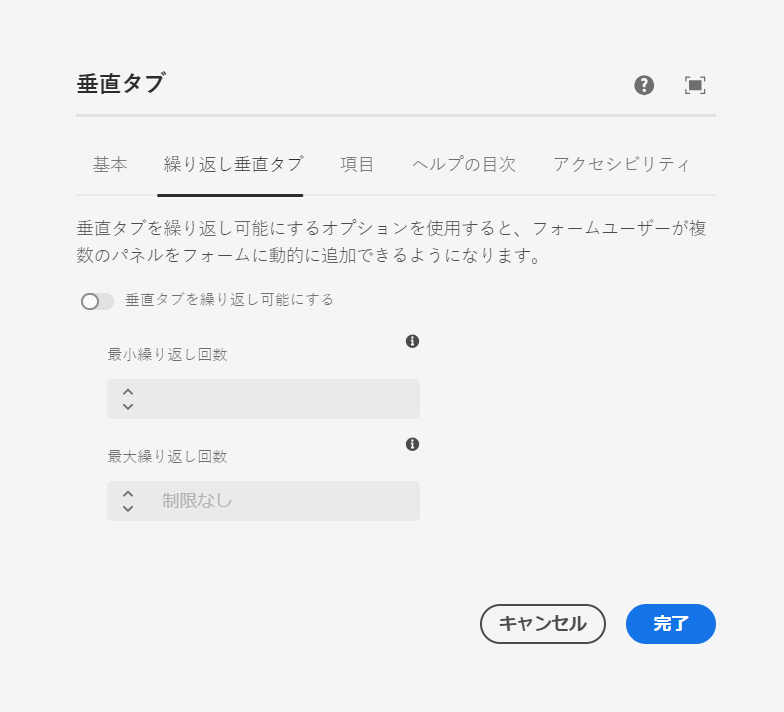 垂直タブ
基本 繰り返し垂直タブ 項目 ヘルプの目次 アクセシビリティ
垂直タブを繰り返し可能にするオプションを使用すると、フォームユーザーが複
数のパネルをフォームに動的に追加できるようになります。
垂直タブを繰り返し可能にする
最小繰り返し回数
最大繰り返し回数
制限なし
キャンセル 完了